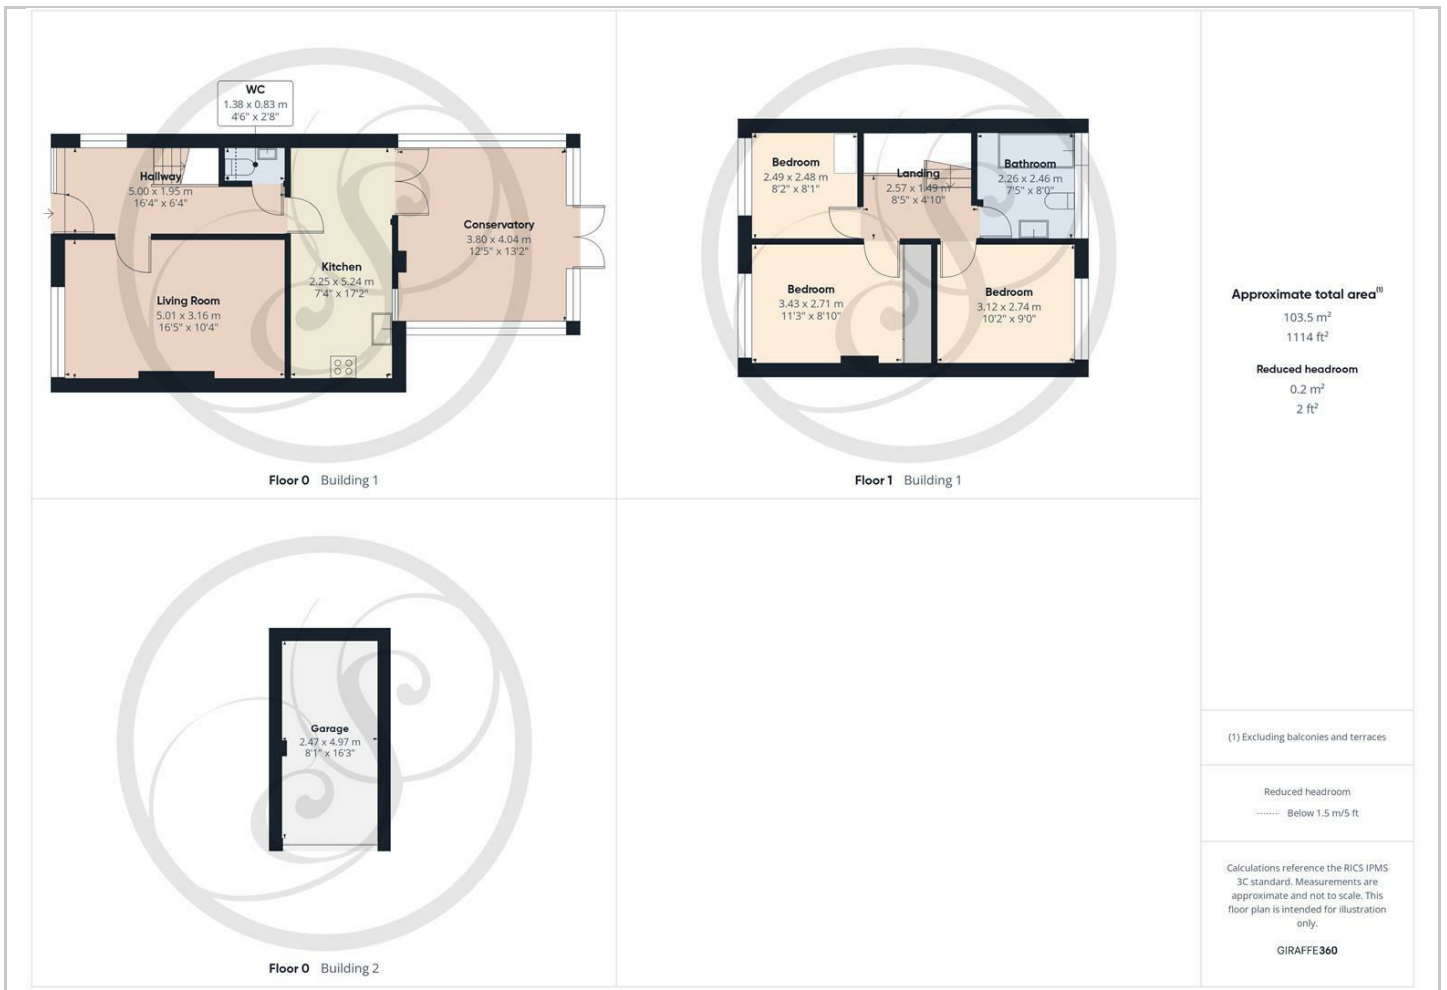 WC
1.38 x 0.83 m
4'6" x 2'8"
Hallway
5.00 x 1.95 m
16'4" x 6'4"
Conservatory
3.80 x 4.04 m
12'5" x 13'2"
Kitchen
2.25 x 5.24 m
7'4" x 17'2"
Living Room
5.01 x 3.16 m
16'5" x 10'4"
Floor 0 Building 1
Bedroom
2.49 x 2.48 m
8'2" x 8'1"
Landing
2.57 x 1.49 m
8'5" x 4'10"
Bathroom
2.26 x 2.46 m
7'5" x 8'0"
Bedroom
3.43 x 2.71 m
11'3" x 8'10"
Bedroom
3.12 x 2.74 m
10'2" x 9'0"
Floor 1 Building 1
Garage
2.47 x 4.97 m
8'1" x 16'3"
Floor 0 Building 2
Approximate total area(1)
103.5 m²
1114 ft²
Reduced headroom
0.2 m²
2 ft²
(1) Excluding balconies and terraces
Reduced headroom
Below 1.5 m/5 ft
Calculations reference the RICS IPMS
3C standard. Measurements are
approximate and not to scale. This
floor plan is intended for illustration
only.
GIRAFFE360